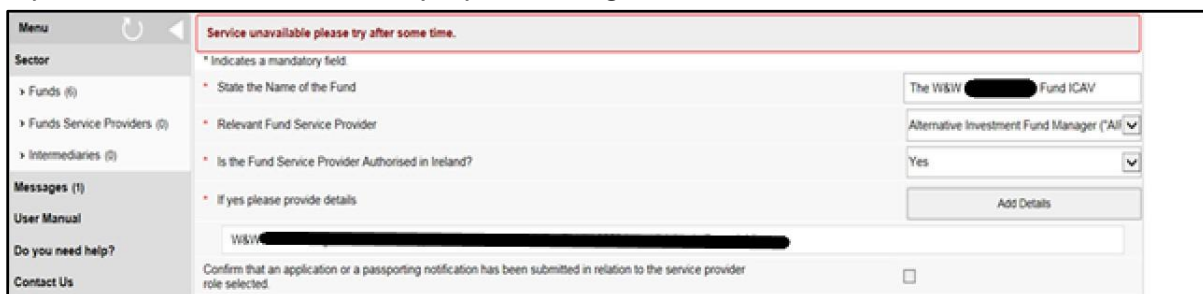 Menu
Service unavailable please try after some time.
Sector
* Indicates a mandatory field.
› Funds (6)
* State the Name of the Fund
The W&W Fund ICAV
› Funds Service Providers (0)
* Relevant Fund Service Provider
Alternative Investment Fund Manager ("AIF
› Intermediaries (0)
* Is the Fund Service Provider Authorised in Ireland?
Yes
Messages (1)
* If yes please provide details
Add Details
User Manual
W&W
Do you need help?
Confirm that an application or a passporting notification has been submitted in relation to the service provider
role selected.
Contact Us